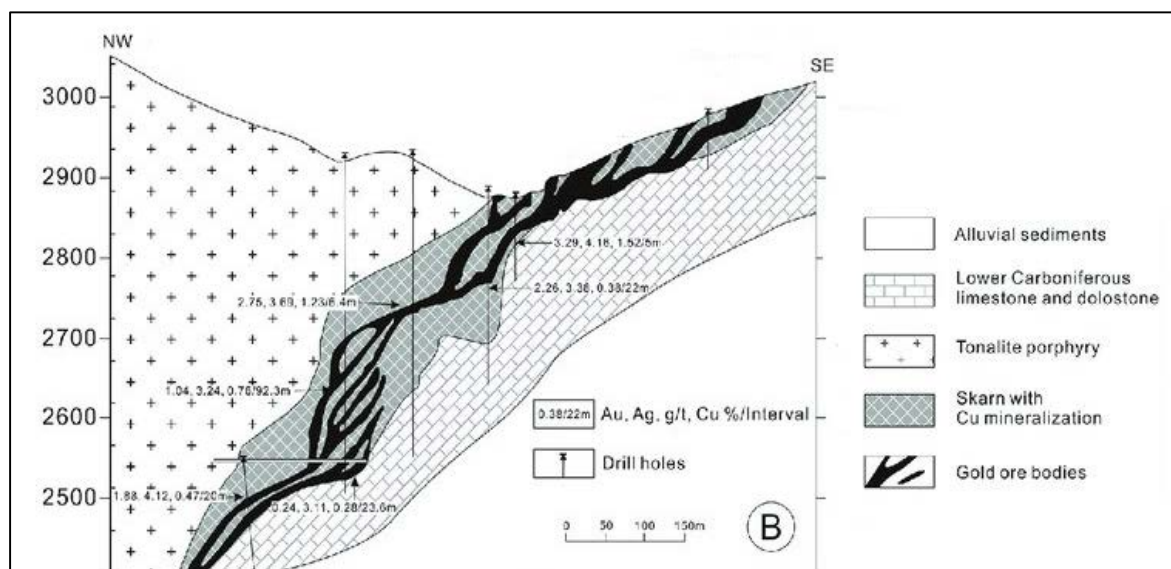 NW
SE
3000
2900
2800
2700
2600
2500
3.29, 4.16, 1.52/5m
2.26, 3.38, 0.38/22m
2.75, 3.69, 1.23/6.4m
1.04, 3.24, 0.76/92.3m
1.88, 4.12, 0.47/20m
0.24, 3.11, 0.28/23.6m
0.38/22m Au, Ag, g/t, Cu %/Interval
Drill holes
0 50 100 150m
B
Alluvial sediments
Lower Carboniferous
limestone and dolostone
Tonalite porphyry
Skarn with
Cu mineralization
Gold ore bodies